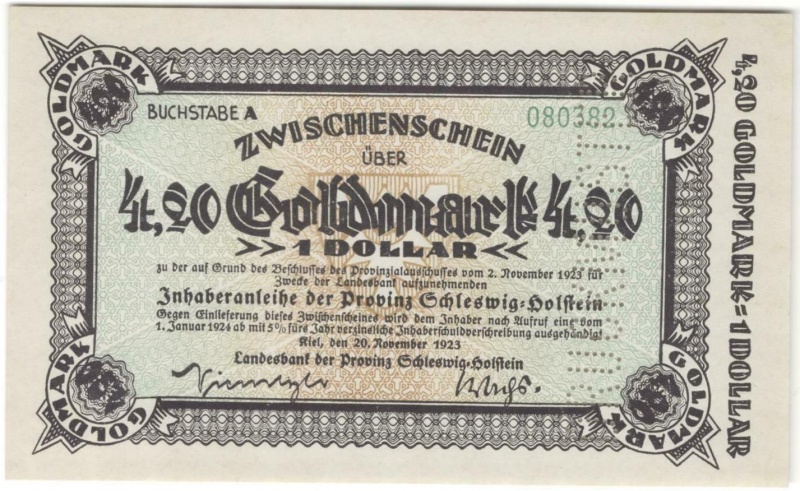 GOLDMARK
GOLDMARK
BUCHSTABE A
080382
ZWISCHENSCHEIN
ÜBER
4,20 Goldmark 4,20
>> 1 DOLLAR <<
zu der auf Grund des Beschlusses des Provinzialausschusses vom 2. November 1923 für
Zwecke der Landesbank aufzunehmenden
Inhaberanleihe der Provinz Schleswig-Holstein
Gegen Einlieferung dieses Zwischenscheines wird dem Inhaber nach Aufruf eine vom
1. Januar 1924 ab mit 5% fürs Jahr verzinsliche Inhaberschuldverschreibung ausgehändigt
Kiel, den 20. November 1923
Landesbank der Provinz Schleswig-Holstein
GOLDMARK
GOLDMARK
4,20 GOLDMARK = 1 DOLLAR